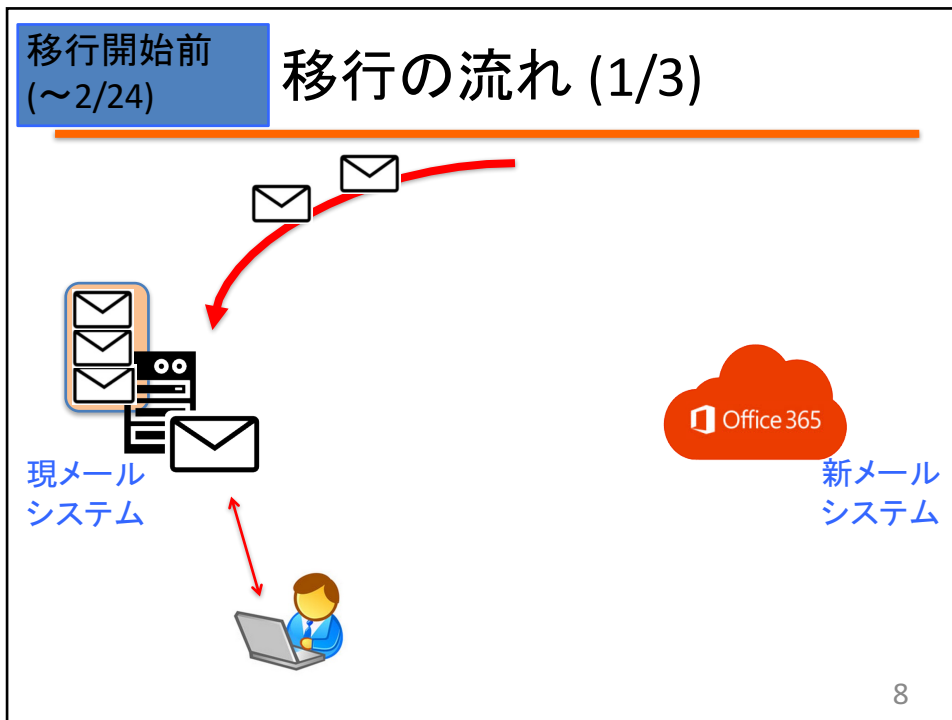 移行開始前
(～2/24)
移行の流れ (1/3)
Office 365
現メール
システム
新メール
システム
8